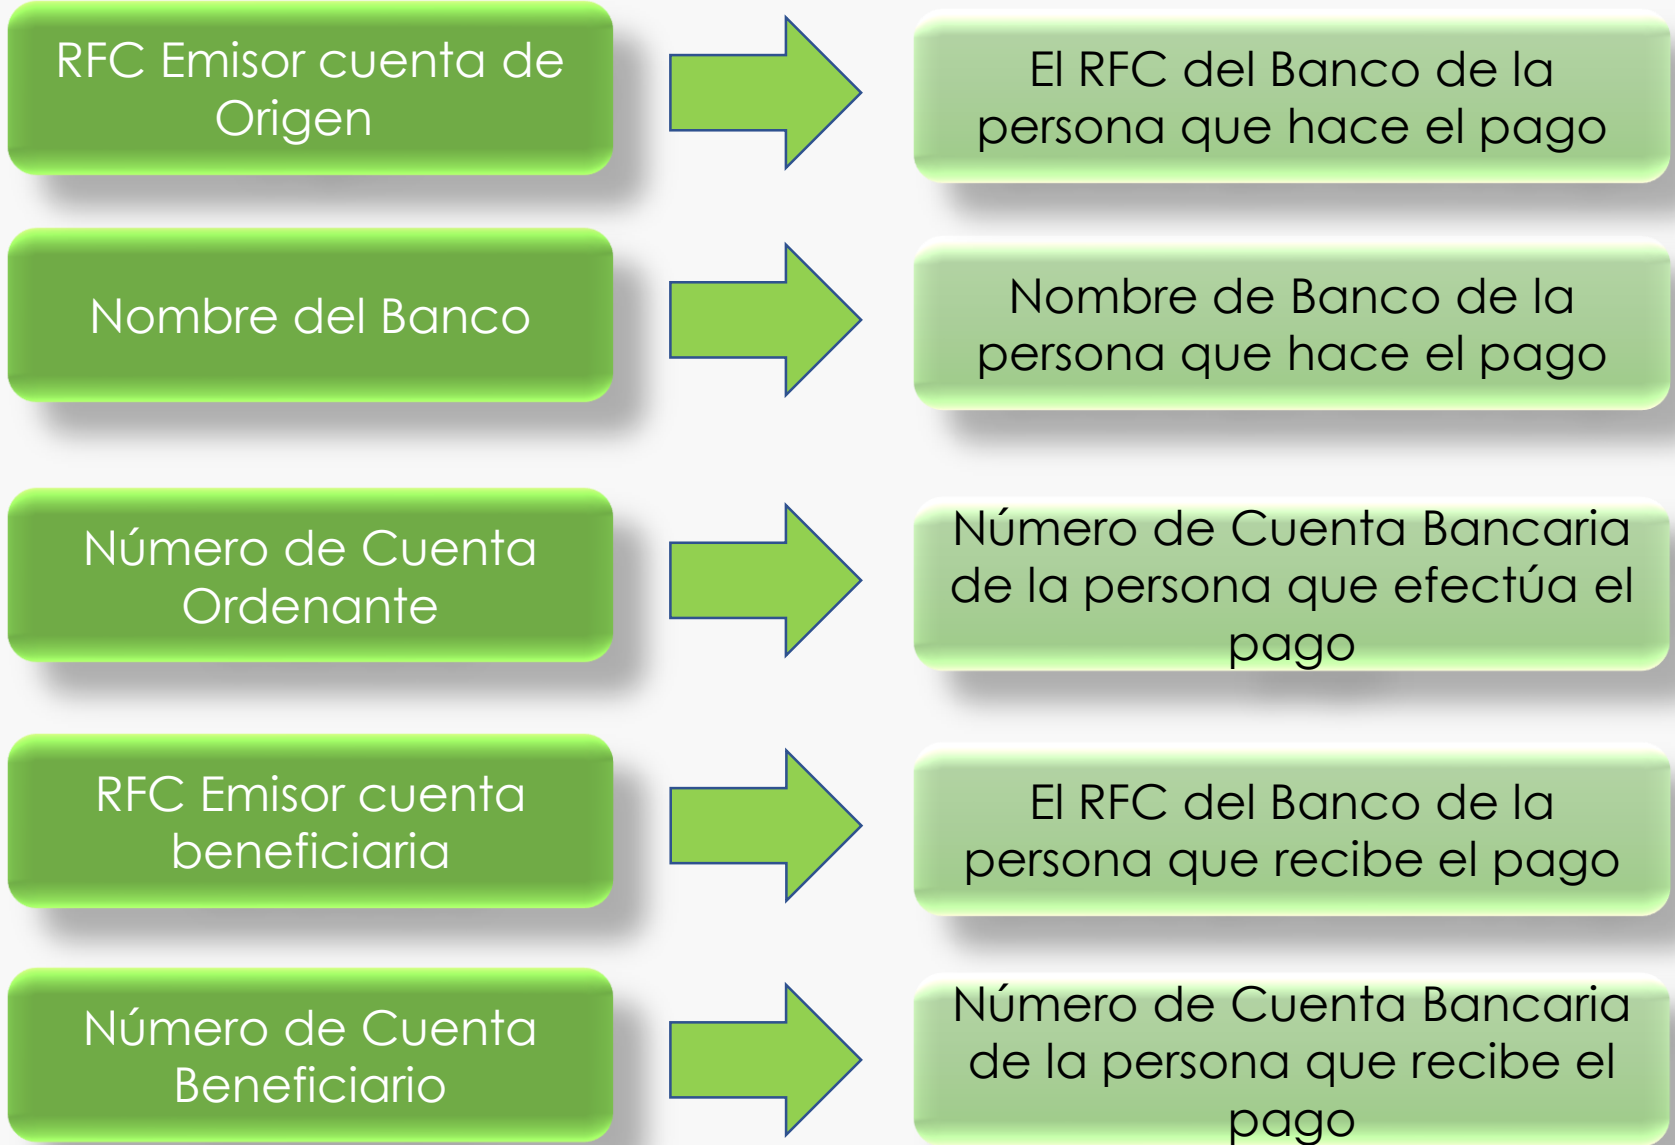 RFC Emisor cuenta de
Origen
El RFC del Banco de la
persona que hace el pago
Nombre del Banco
Nombre de Banco de la
persona que hace el pago
Número de Cuenta
Ordenante
Número de Cuenta Bancaria
de la persona que efectúa el
pago
RFC Emisor cuenta
beneficiaria
El RFC del Banco de la
persona que recibe el pago
Número de Cuenta
Beneficiario
Número de Cuenta Bancaria
de la persona que recibe el
pago